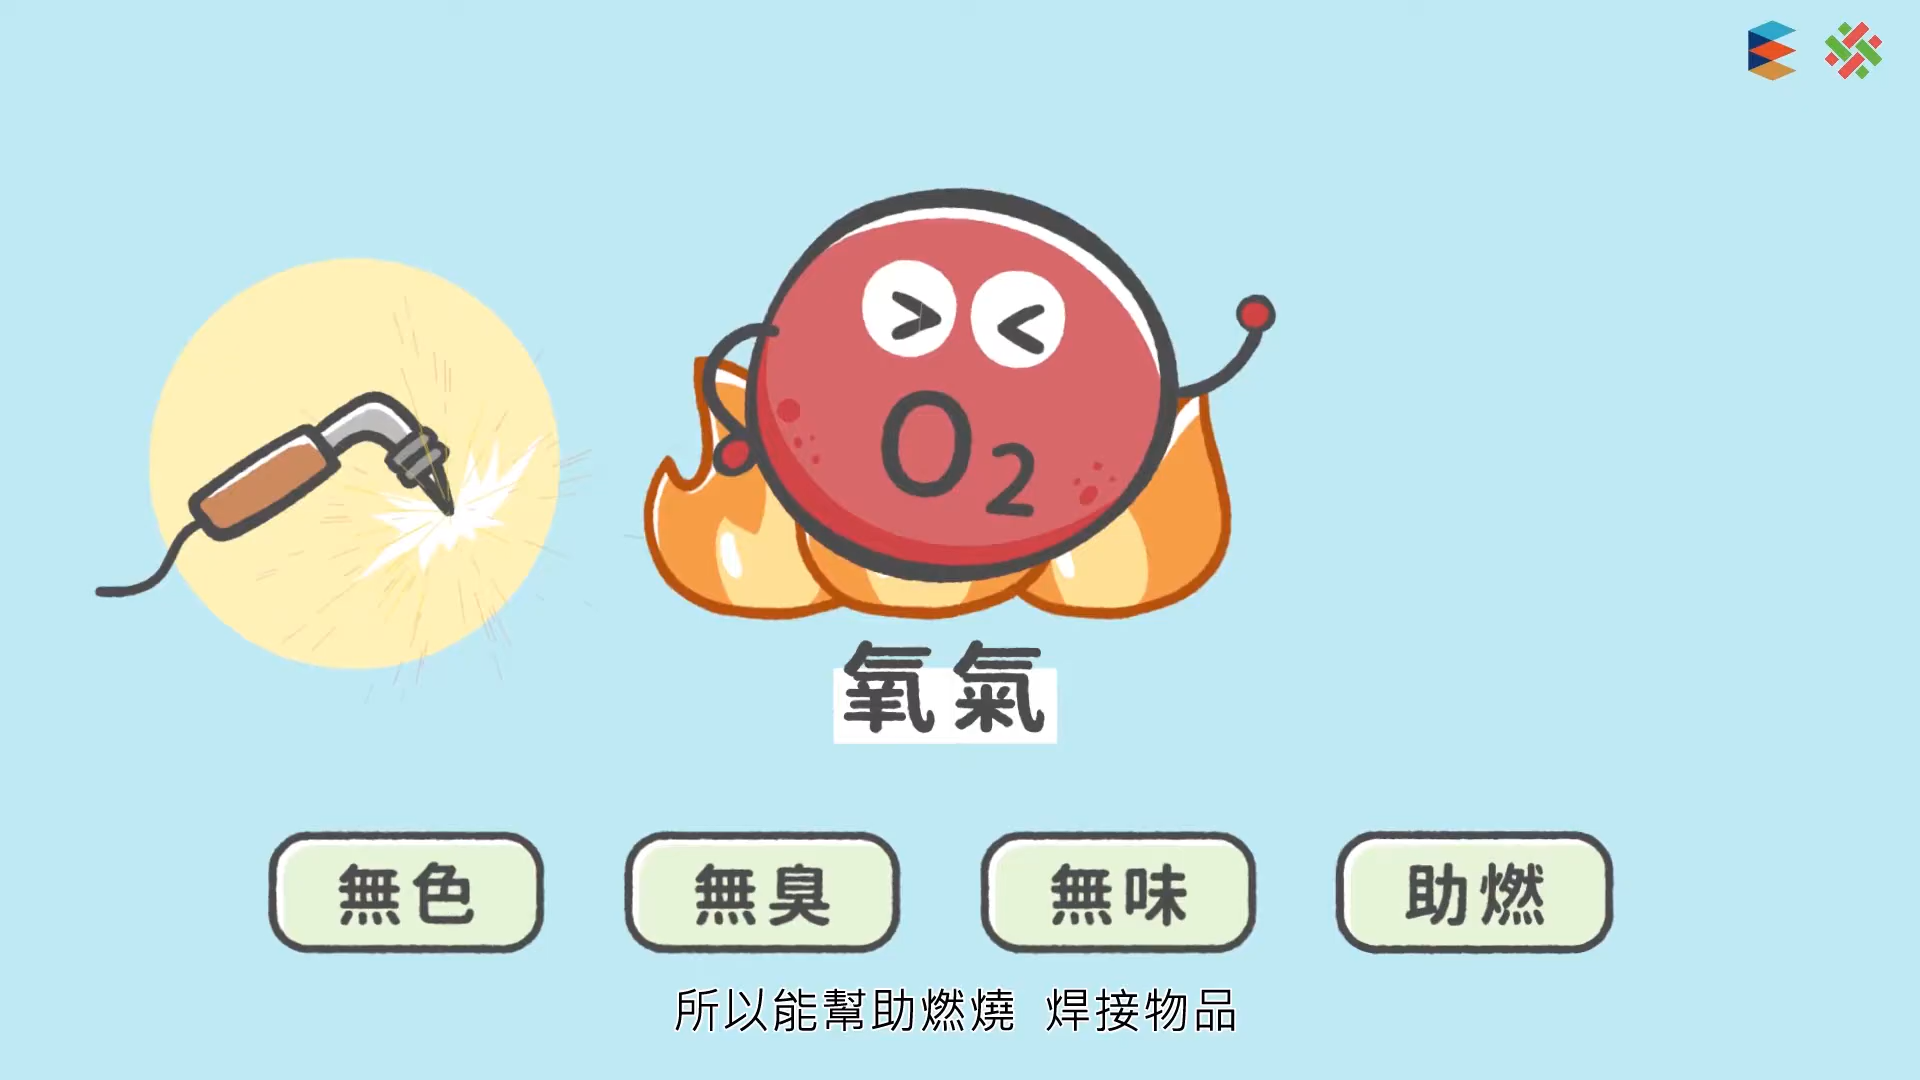 O2
氧氣
無色
無臭
無味
助燃
所以能幫助燃燒 焊接物品